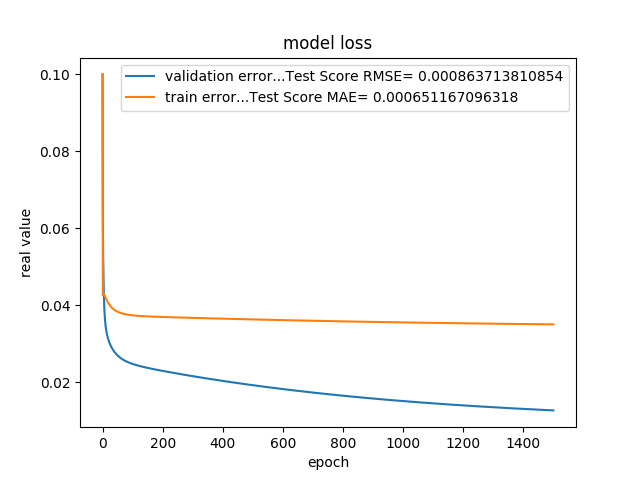 model loss
validation error...Test Score RMSE= 0.000863713810854
train error...Test Score MAE= 0.000651167096318
0.10
0.08
0.06
0.04
0.02
real value
0 200 400 600 800 1000 1200 1400
epoch